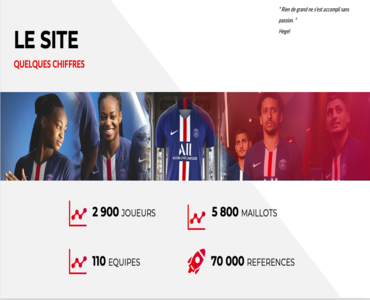 " Rien de grand ne s'est accompli sans
passion. "
Hegel
LE SITE
QUELQUES CHIFFRES
2 900 JOUEURS
5 800 MAILLOTS
110 EQUIPES
70 000 REFERENCES